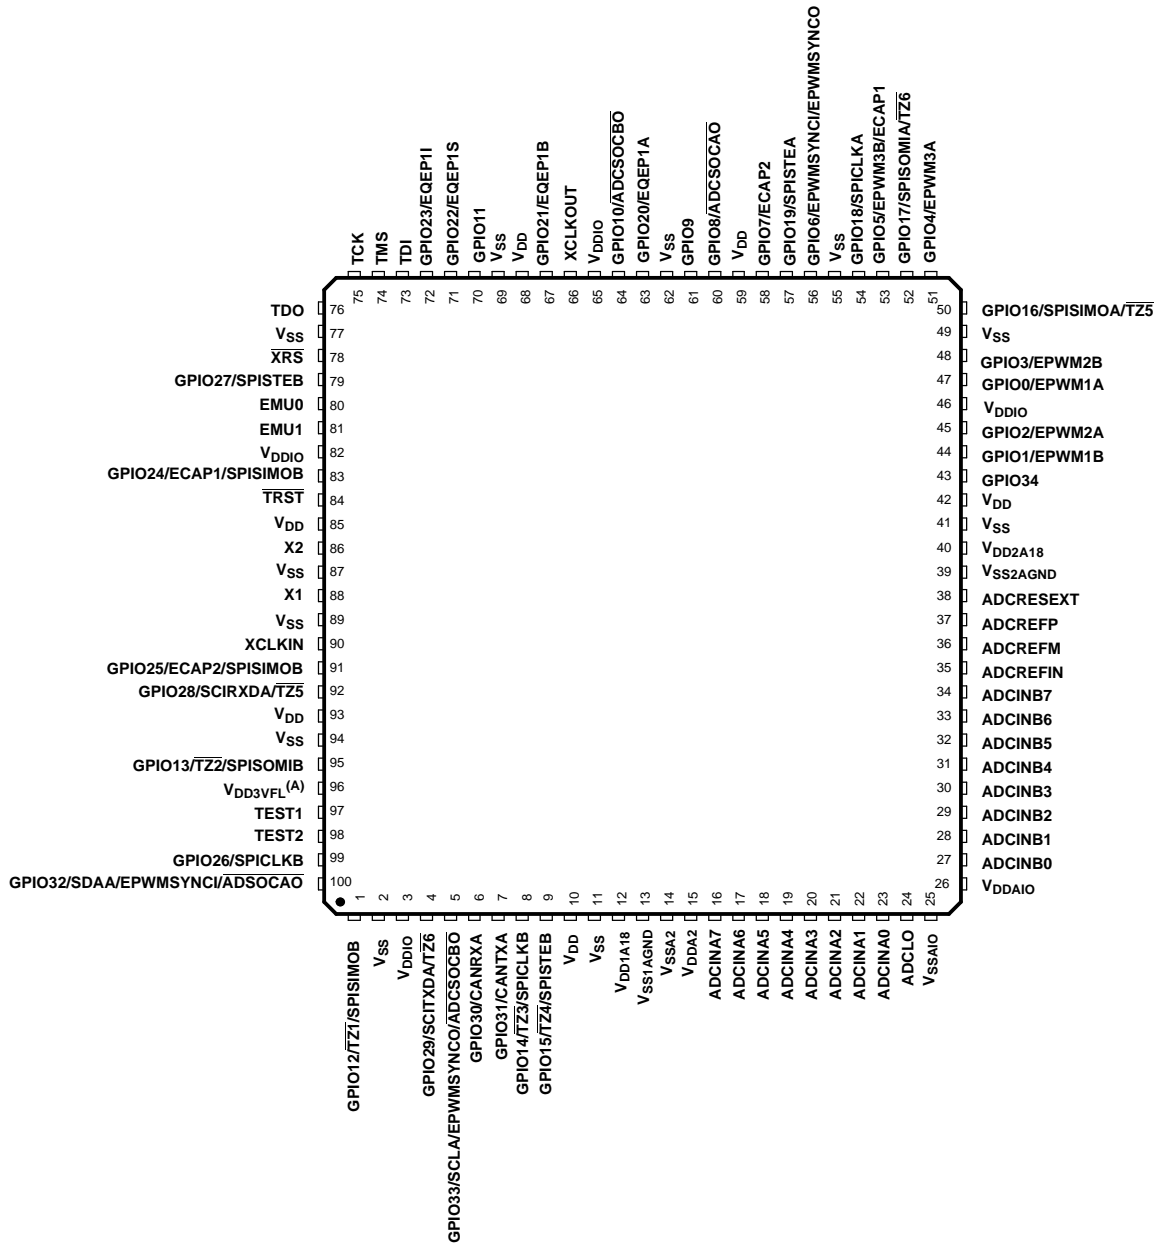 GPIO6/EPWMSYNCI/EPWMSYNCO
TCK
TMS
TDI
GPIO23/EQEP1I
GPIO22/EQEP1S
GPIO11
VSS
VDD
GPIO21/EQEP1B
XCLKOUT
VDDIO
GPIO10/ADCSOCBO
GPIO20/EQEP1A
VSS
GPIO9
GPIO8/ADCSOCAO
VDD
GPIO7/ECAP2
GPIO19/SPISTEA
VSS
GPIO18/SPICLKA
GPIO5/EPWM3B/ECAP1
GPIO17/SPISOMIA/TZ6
GPIO4/EPWM3A
75 74 73 72 71 70 69 68 67 66 65 64 63 62 61 60 59 58 57 56 55 54 53 52 51
TDO 76 50 GPIO16/SPISIMOA/TZ5
VSS 77 49 VSS
XRS 78 48 GPIO3/EPWM2B
GPIO27/SPISTEB 79 47 GPIO0/EPWM1A
EMU0 80 46 VDDIO
EMU1 81 45 GPIO2/EPWM2A
VDDIO 82 44 GPIO1/EPWM1B
GPIO24/ECAP1/SPISIMOB 83 43 GPIO34
TRST 84 42 VDD
VDD 85 41 VSS
X2 86 40 VDD2A18
VSS 87 39 VSS2AGND
X1 88 38 ADCRESEXT
VSS 89 37 ADCREFP
XCLKIN 90 36 ADCREFM
GPIO25/ECAP2/SPISIMOB 91 35 ADCREFIN
GPIO28/SCIRXDA/TZ5 92 34 ADCINB7
VDD 93 33 ADCINB6
VSS 94 32 ADCINB5
GPIO13/TZ2/SPISOMIB 95 31 ADCINB4
VDD3VFL(A) 96 30 ADCINB3
TEST1 97 29 ADCINB2
TEST2 98 28 ADCINB1
GPIO26/SPICLKB 99 27 ADCINB0
GPIO32/SDAA/EPWMSYNCI/ADSOCAO 100 26 VDDAIO
1 2 3 4 5 6 7 8 9 10 11 12 13 14 15 16 17 18 19 20 21 22 23 24 25
GPIO12/TZ1/SPISIMOB
VSS
VDDIO
GPIO29/SCITXDA/TZ6
GPIO33/SCLA/EPWMSYNCO/ADCSOCBO
GPIO30/CANRXA
GPIO31/CANTXA
GPIO14/TZ3/SPICLKB
GPIO15/TZ4/SPISTEB
VDD
VSS
VDD1A18
VSS1AGND
VSSA2
VDDA2
ADCINA7
ADCINA6
ADCINA5
ADCINA4
ADCINA3
ADCINA2
ADCINA1
ADCINA0
ADCLO
VSSAIO